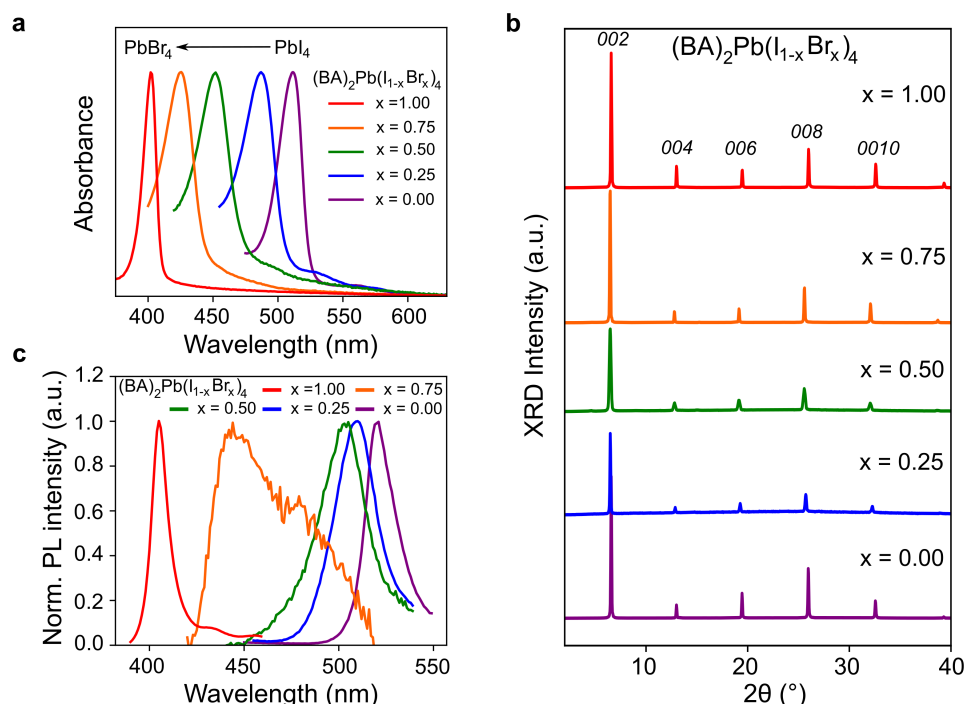 a
PbBr4 PbI4
(BA)2Pb(I1-xBrx)4
x =1.00
x = 0.75
x = 0.50
x = 0.25
x = 0.00
Absorbance
400 450 500 550 600
Wavelength (nm)
b
002 (BA)2Pb(I1-xBrx)4
x = 1.00
004 006 008 0010
x = 0.75
x = 0.50
x = 0.25
x = 0.00
XRD Intensity (a.u.)
10 20 30 40
2θ (°)
c
(BA)2Pb(I1-xBrx)4 x =1.00 x = 0.75
x = 0.50 x = 0.25 x = 0.00
Norm. PL intensity (a.u.)
1.2
1.0
0.8
0.6
0.4
0.2
0.0
400 450 500 550
Wavelength (nm)